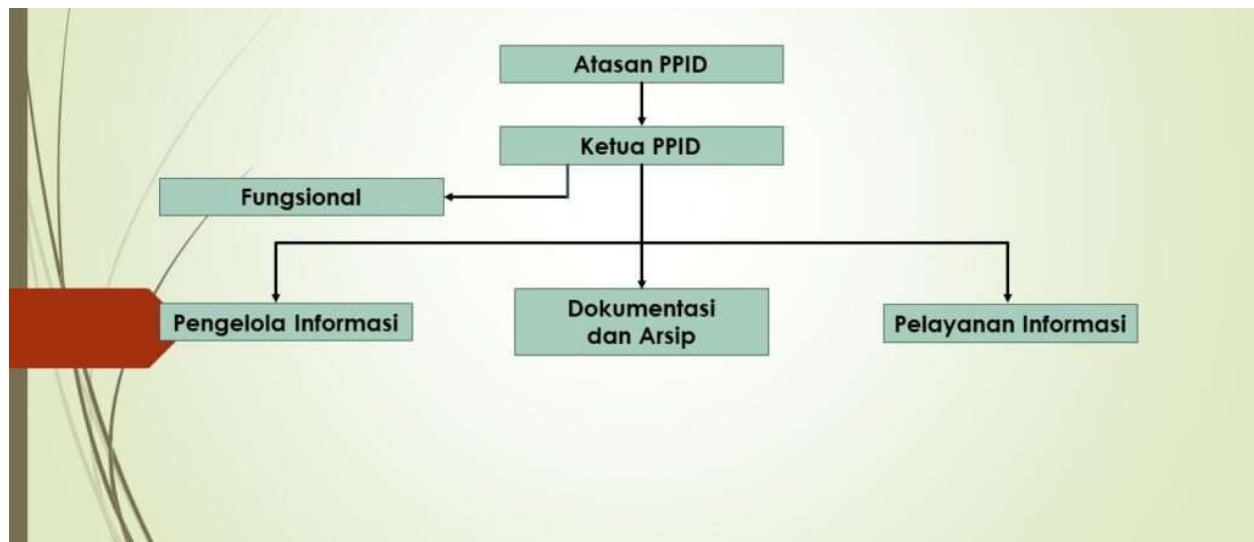 Atasan PPID
Ketua PPID
Fungsional
Pengelola Informasi
Dokumentasi
dan Arsip
Pelayanan Informasi